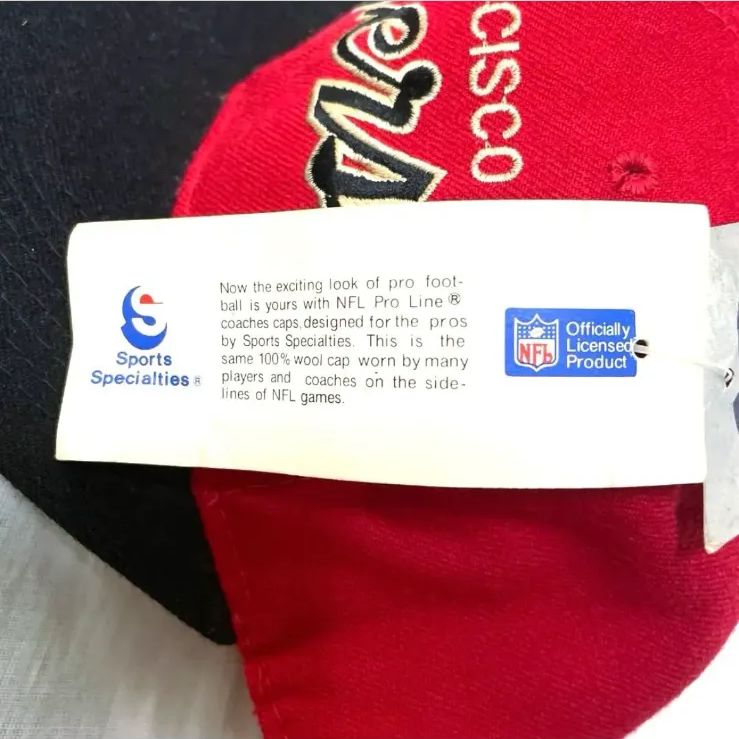 CISCO
ers
Now the exciting look of pro foot-
ball is yours with NFL Pro Line ®
coaches caps, designed for the pros
by Sports Specialties. This is the
same 100% wool cap worn by many
players and coaches on the side-
lines of NFL games.
Sports
Specialties ®
NFL
Officially
Licensed
Product